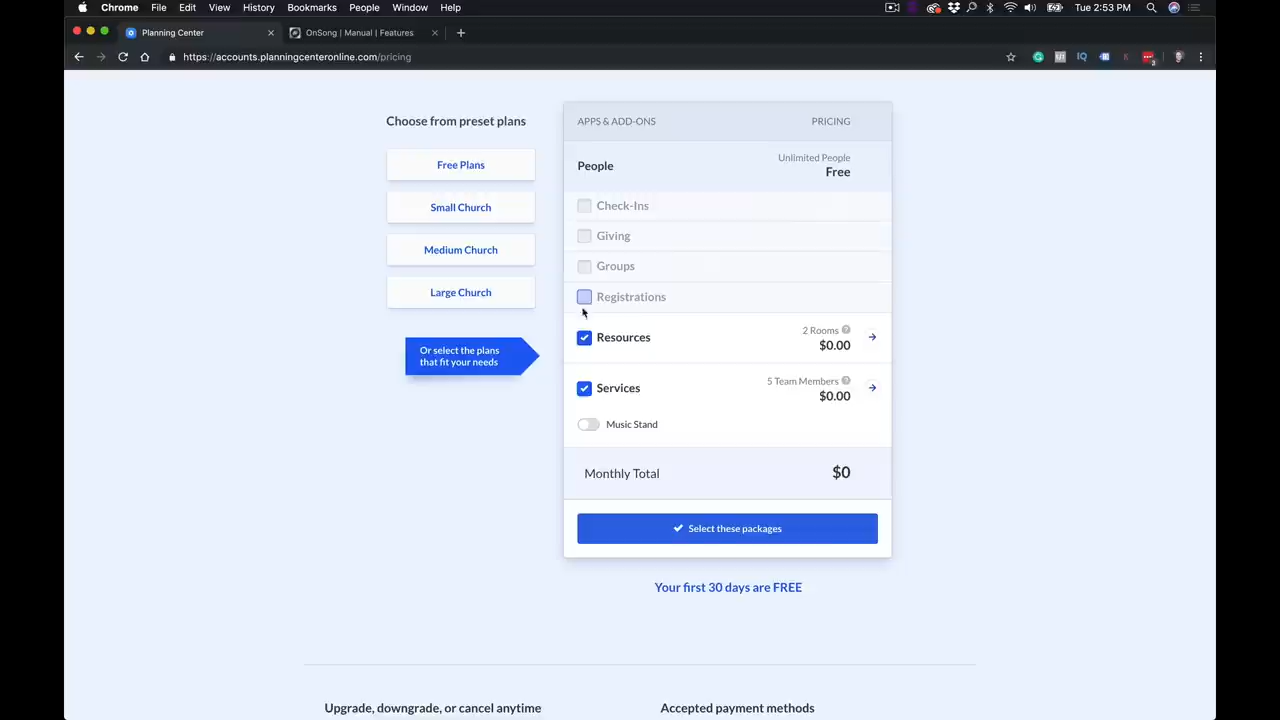 Chrome File Edit View History Bookmarks People Window Help
Tue 2:53 PM
Planning Center
OnSong | Manual | Features
https://accounts.planningcenteronline.com/pricing
Choose from preset plans
Free Plans
Small Church
Medium Church
Large Church
Or select the plans
that fit your needs
APPS & ADD-ONS PRICING
Unlimited People
People Free
Check-Ins
Giving
Groups
Registrations
2 Rooms
Resources $0.00
5 Team Members
Services $0.00
Music Stand
Monthly Total $0
Select these packages
Your first 30 days are FREE
Upgrade, downgrade, or cancel anytime
Accepted payment methods